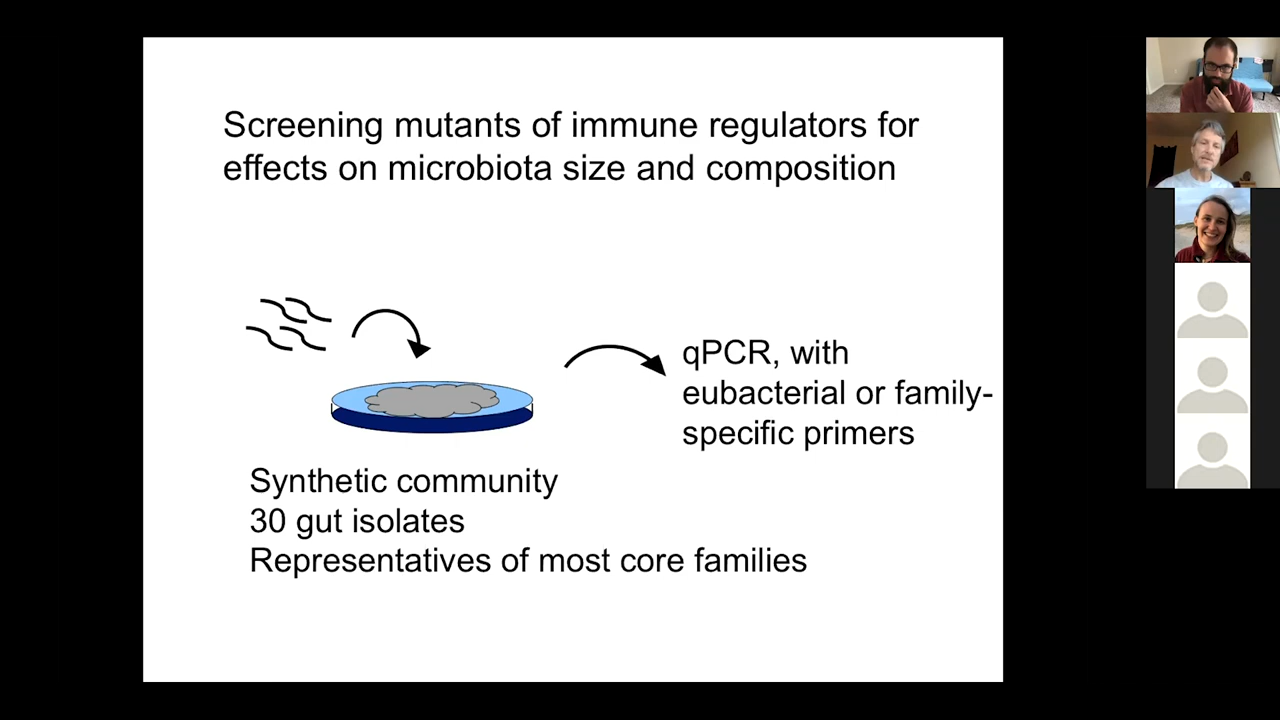 Screening mutants of immune regulators for
effects on microbiota size and composition
qPCR, with
eubacterial or family-
specific primers
Synthetic community
30 gut isolates
Representatives of most core families